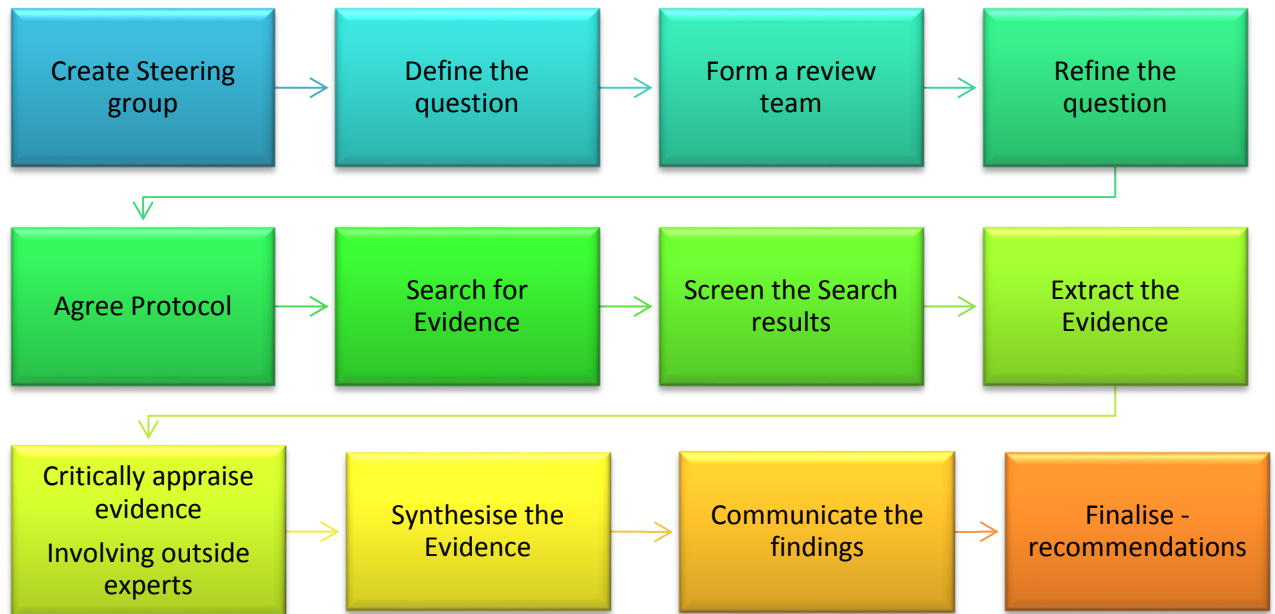 Create Steering
group
Define the
question
Form a review
team
Refine the
question
Agree Protocol
Search for
Evidence
Screen the Search
results
Extract the
Evidence
Critically appraise
evidence
Involving outside
experts
Synthesise the
Evidence
Communicate the
findings
Finalise -
recommendations